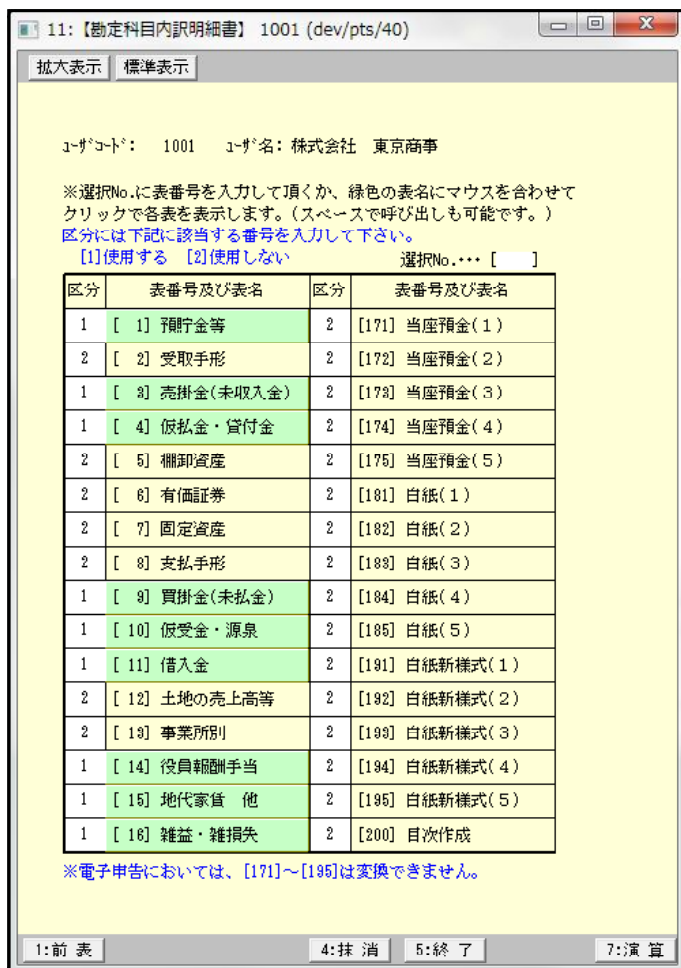 11:【勘定科目内訳明細書】 1001 (dev/pts/40)
拡大表示 標準表示
ﾕｰｻﾞｺｰﾄﾞ: 1001 ﾕｰｻﾞ名: 株式会社 東京商事
※選択No.に表番号を入力して頂くか、緑色の表名にマウスを合わせて
クリックで各表を表示します。(スペースで呼び出しも可能です。)
区分には下記に該当する番号を入力して下さい。
[1]使用する [2]使用しない 選択No.・・・ [ ]
区分 表番号及び表名 区分 表番号及び表名
1 [ 1] 預貯金等 2 [171] 当座預金(1)
2 [ 2] 受取手形 2 [172] 当座預金(2)
1 [ 3] 売掛金(未収入金) 2 [173] 当座預金(3)
1 [ 4] 仮払金・貸付金 2 [174] 当座預金(4)
2 [ 5] 棚卸資産 2 [175] 当座預金(5)
2 [ 6] 有価証券 2 [181] 白紙(1)
2 [ 7] 固定資産 2 [182] 白紙(2)
2 [ 8] 支払手形 2 [183] 白紙(3)
1 [ 9] 買掛金(未払金) 2 [184] 白紙(4)
1 [ 10] 仮受金・源泉 2 [185] 白紙(5)
1 [ 11] 借入金 2 [191] 白紙新様式(1)
2 [ 12] 土地の売上高等 2 [192] 白紙新様式(2)
2 [ 13] 事業所別 2 [193] 白紙新様式(3)
1 [ 14] 役員報酬手当 2 [194] 白紙新様式(4)
1 [ 15] 地代家賃 他 2 [195] 白紙新様式(5)
1 [ 16] 雑益・雑損失 2 [200] 目次作成
※電子申告においては、[171]~[195]は変換できません。
1:前 表 4:抹 消 5:終 了 7:演 算